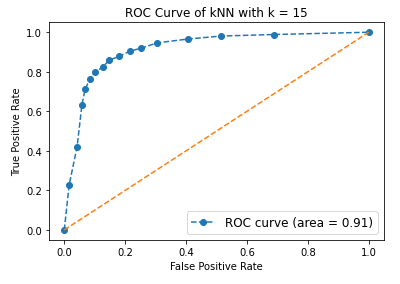 ROC Curve of kNN with k = 15
True Positive Rate
1.0
0.8
0.6
0.4
0.2
0.0
ROC curve (area = 0.91)
0.0 0.2 0.4 0.6 0.8 1.0
False Positive Rate